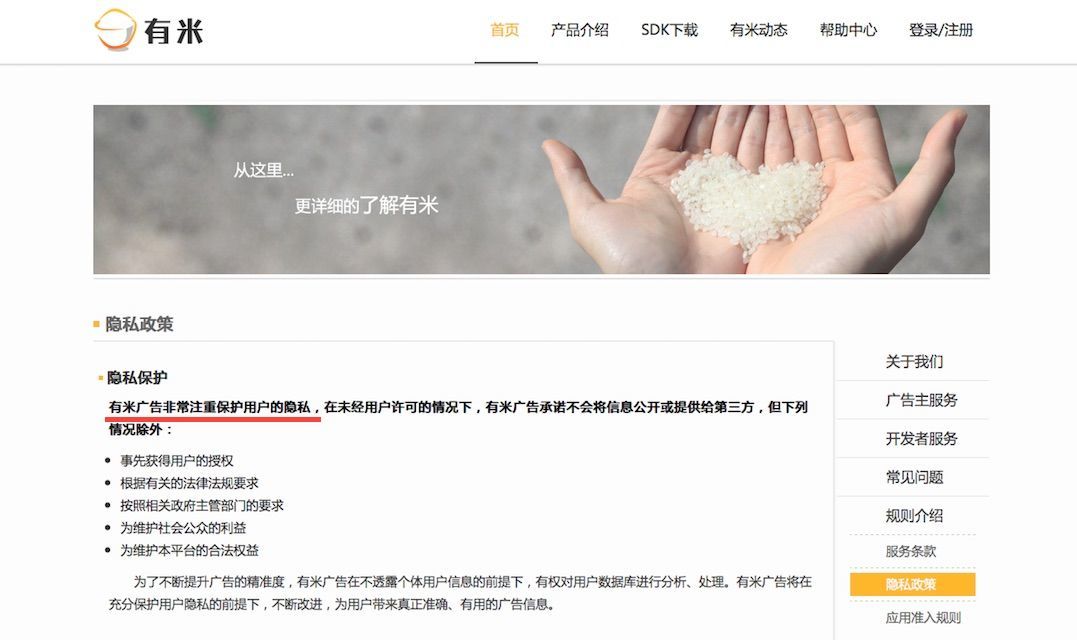 有米
首页 产品介绍 SDK下载 有米动态 帮助中心 登录/注册
从这里...
更详细的了解有米
隐私政策
隐私保护
有米广告非常注重保护用户的隐私，在未经用户许可的情况下，有米广告承诺不会将信息公开或提供给第三方，但下列
情况除外：
事先获得用户的授权
根据有关的法律法规要求
按照相关政府主管部门的要求
为维护社会公众的利益
为维护本平台的合法权益
为了不断提升广告的精准度，有米广告在不透露个体用户信息的前提下，有权对用户数据库进行分析、处理。有米广告将在
充分保护用户隐私的前提下，不断改进，为用户带来真正准确、有用的广告信息。
关于我们
广告主服务
开发者服务
常见问题
规则介绍
服务条款
隐私政策
应用准入规则